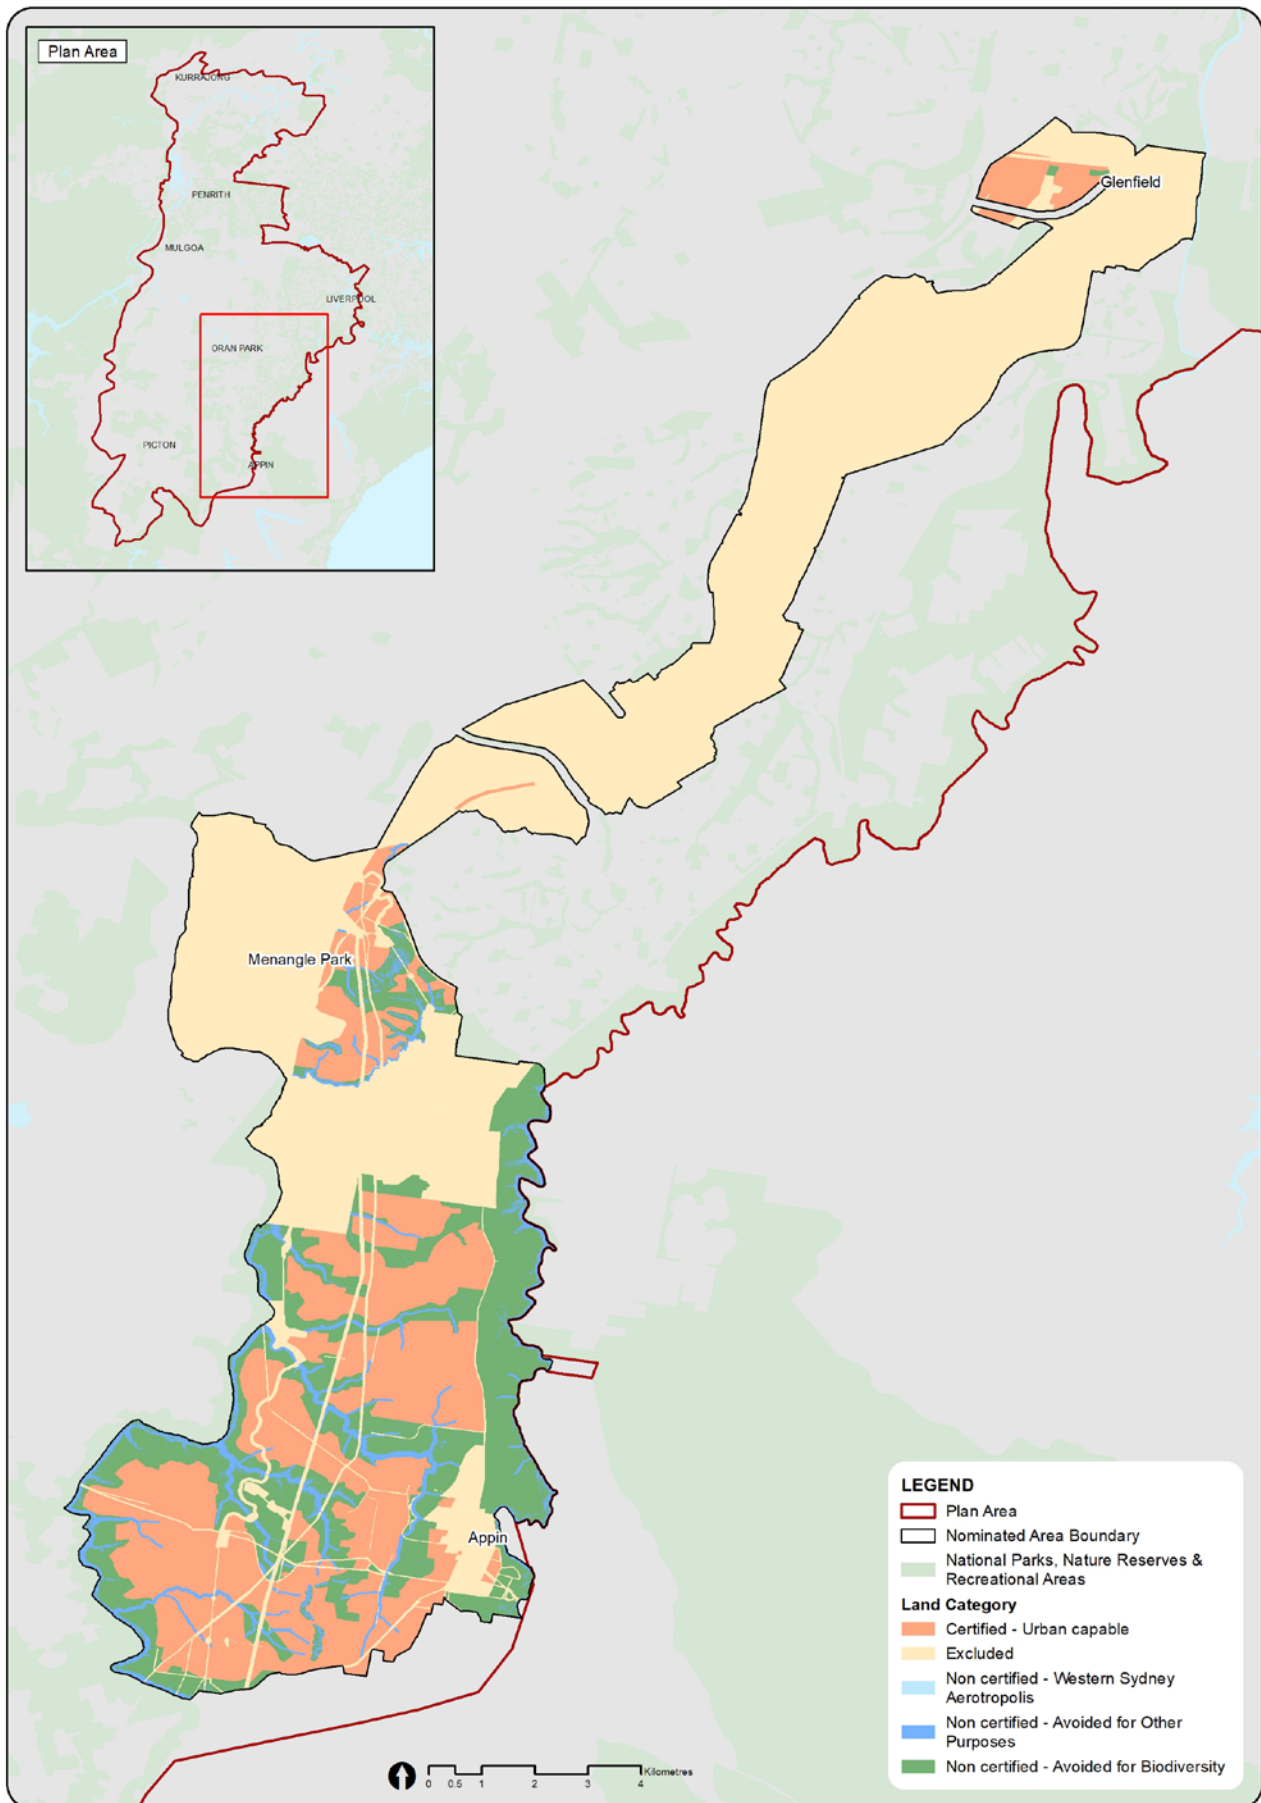 Plan Area
KURRAJONG
PENRITH
MULGOA
LIVERPOOL
ORAN PARK
PICTON
APPIN
Glenfield
Menangle Park
Appin
LEGEND
Plan Area
Nominated Area Boundary
National Parks, Nature Reserves &
Recreational Areas
Land Category
Certified - Urban capable
Excluded
Non certified - Western Sydney
Aerotropolis
Non certified - Avoided for Other
Purposes
Non certified - Avoided for Biodiversity
Kilometres
0 0.5 1 2 3 4